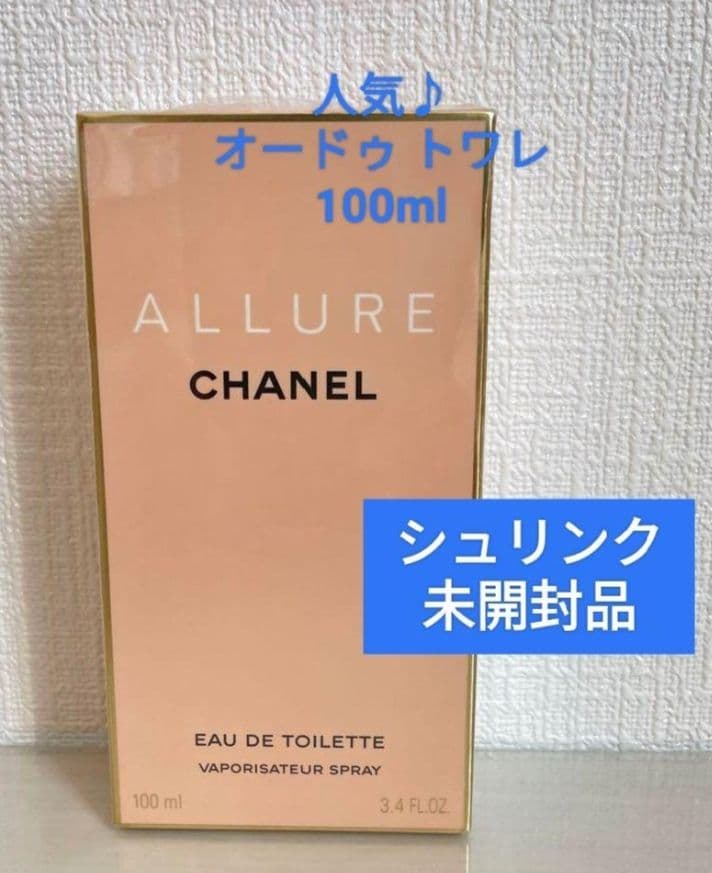 人気♪
オードゥ トワレ
100ml
ALLURE
CHANEL
シュリンク
未開封品
EAU DE TOILETTE
VAPORISATEUR SPRAY
100 ml
3.4 FL.OZ.